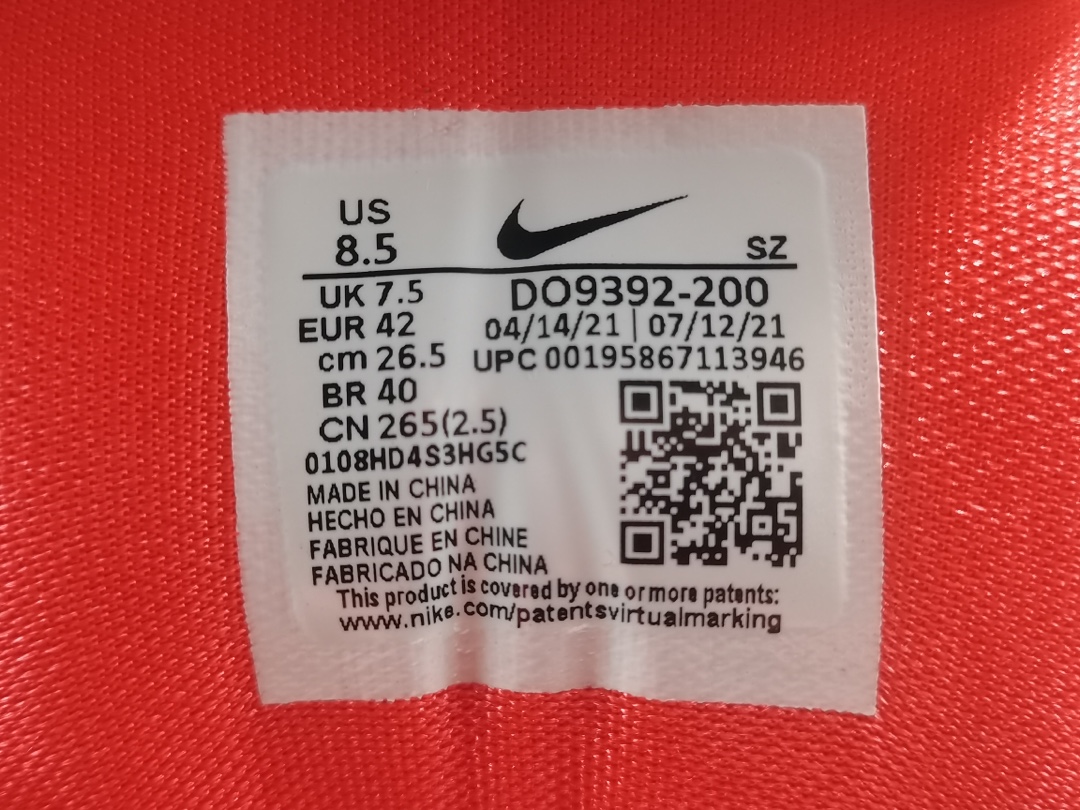 US
8.5
SZ
UK 7.5
DO9392-200
EUR 42
04/14/21 | 07/12/21
cm 26.5
UPC 00195867113946
BR 40
CN 265(2.5)
0108HD4S3HG5C
MADE IN CHINA
HECHO EN CHINA
FABRIQUE EN CHINE
FABRICADO NA CHINA
This product is covered by one or more patents:
www.nike.com/patentsvirtualmarking